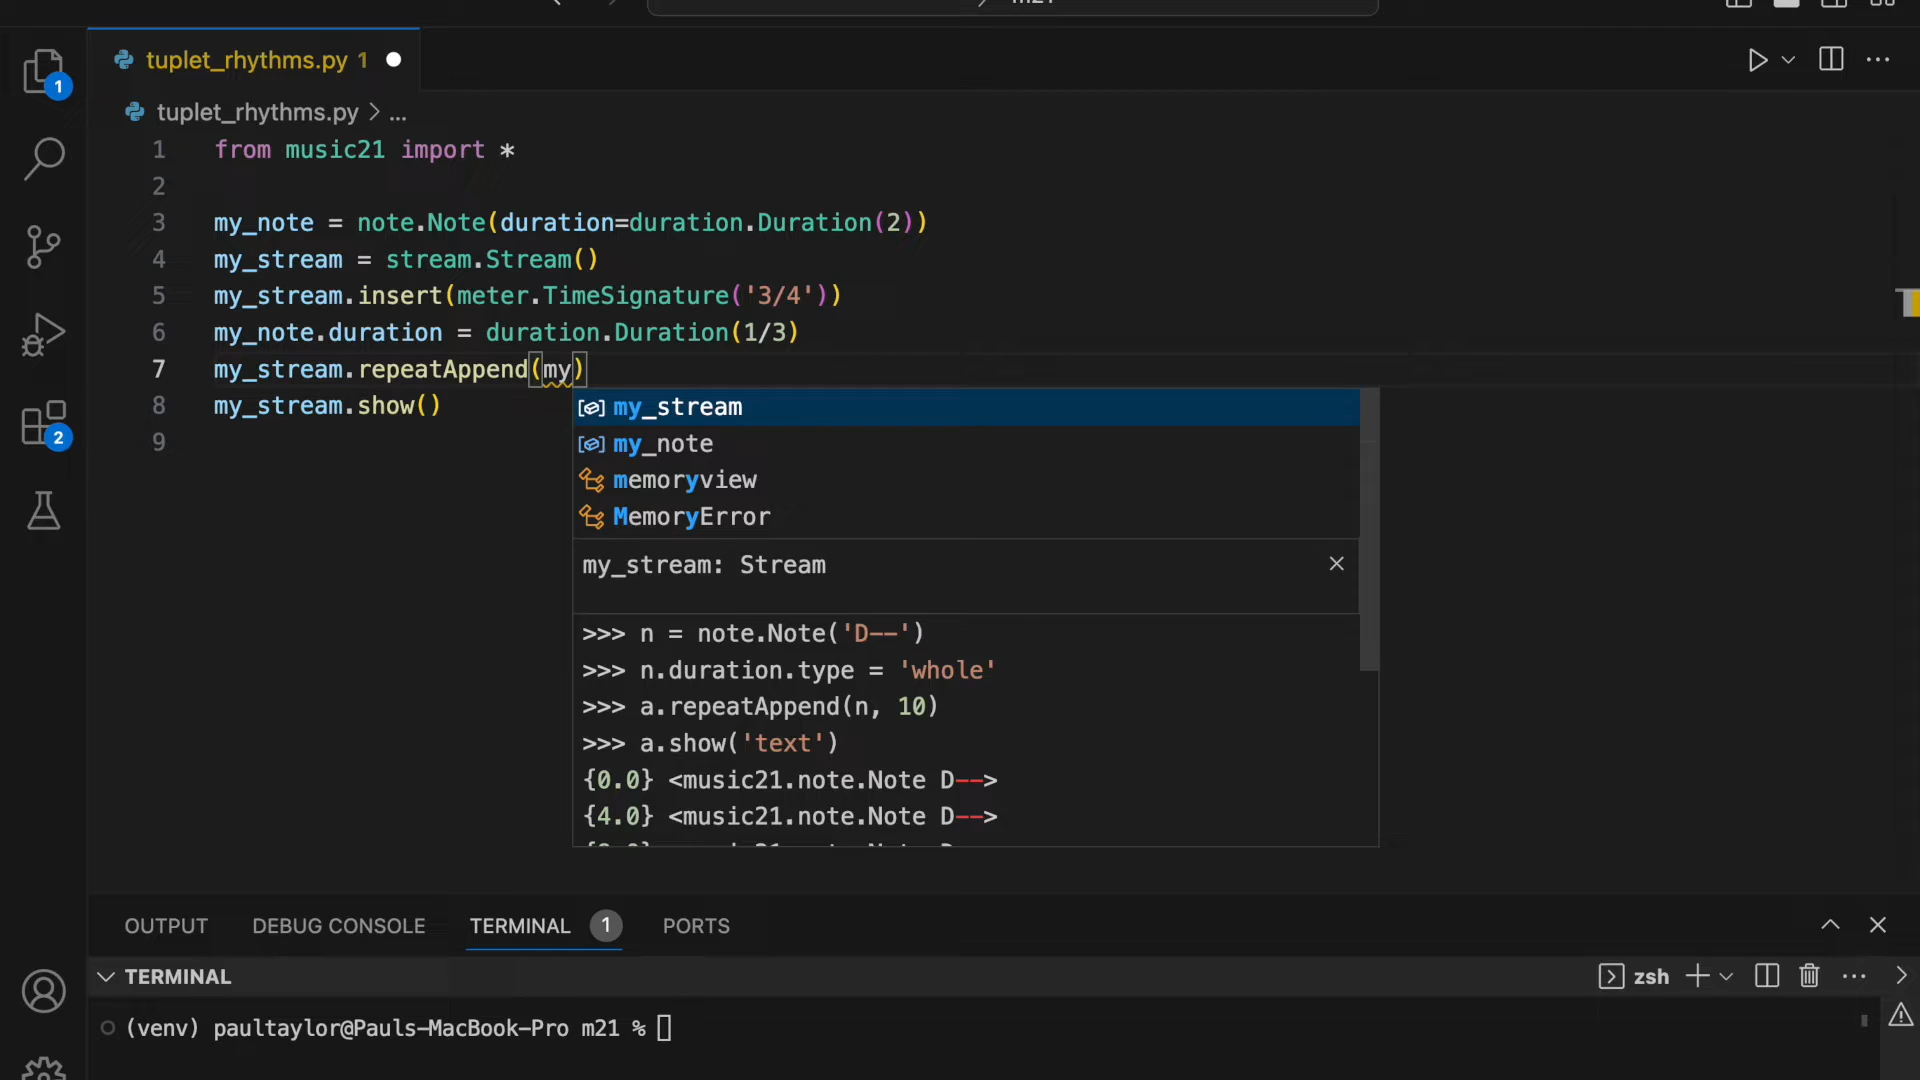 tuplet_rhythms.py 1
tuplet_rhythms.py > ...
1 from music21 import *
2
3 my_note = note.Note(duration=duration.Duration(2))
4 my_stream = stream.Stream()
5 my_stream.insert(meter.TimeSignature('3/4'))
6 my_note.duration = duration.Duration(1/3)
7 my_stream.repeatAppend(my)
8 my_stream.show()
9
my_stream
my_note
memoryview
MemoryError
my_stream: Stream
>>> n = note.Note('D--')
>>> n.duration.type = 'whole'
>>> a.repeatAppend(n, 10)
>>> a.show('text')
{0.0} <music21.note.Note D-->
{4.0} <music21.note.Note D-->
1
2
OUTPUT DEBUG CONSOLE TERMINAL 1 PORTS
TERMINAL zsh
(venv) paultaylor@Pauls-MacBook-Pro m21 %